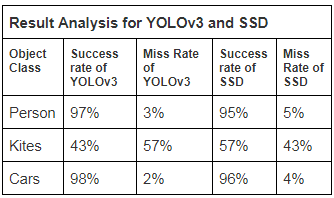 Result Analysis for YOLOv3 and SSD
Object Class Success rate of YOLOv3 Miss Rate of YOLOv3 Success rate of SSD Miss Rate of SSD
Person 97% 3% 95% 5%
Kites 43% 57% 57% 43%
Cars 98% 2% 96% 4%